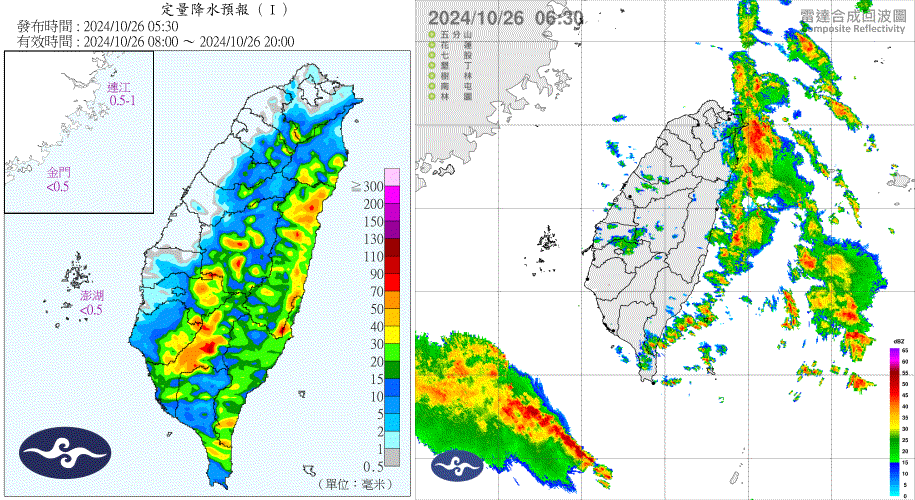 定量降水預報 ( I )
發布時間 : 2024/10/26 05:30
有效時間 : 2024/10/26 08:00 ～ 2024/10/26 20:00
連江
0.5-1
金門
<0.5
澎湖
<0.5
≥
300
200
150
130
110
90
70
50
40
30
20
15
10
5
2
1
0.5
(單位：毫米)
2024/10/26 06:30
雷達合成回波圖
Composite Reflectivity
五分山
花蓮
七股
墾丁
樹林
南屯
林園
dBZ
65
60
55
50
45
40
35
30
25
20
15
10
5
0